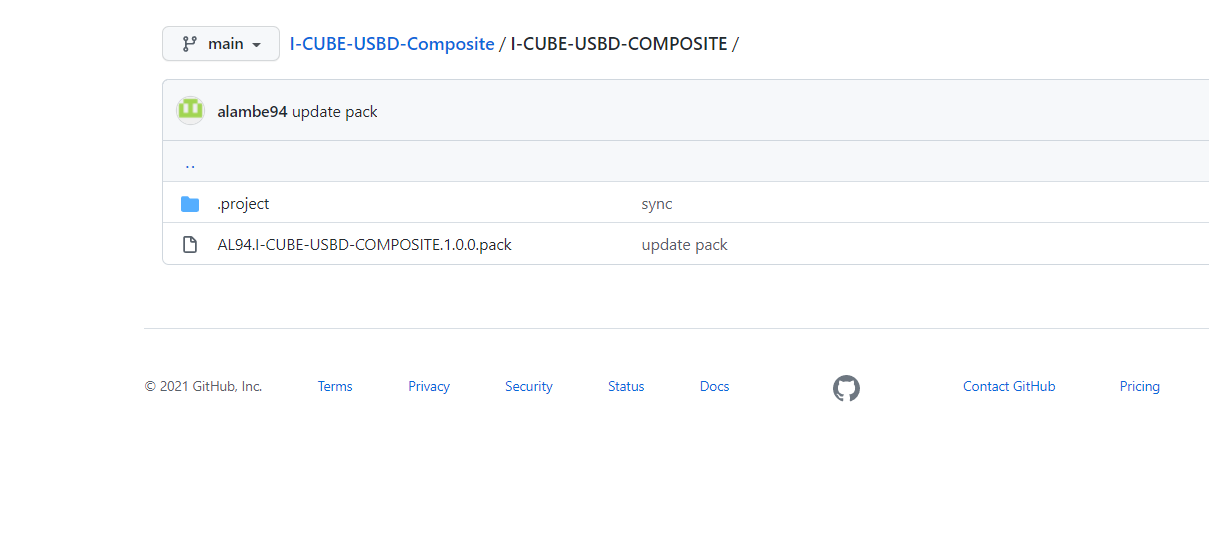 main I-CUBE-USBD-Composite / I-CUBE-USBD-COMPOSITE /
alambe94 update pack
..
.project sync
AL94.I-CUBE-USBD-COMPOSITE.1.0.0.pack update pack
© 2021 GitHub, Inc. Terms Privacy Security Status Docs Contact GitHub Pricing